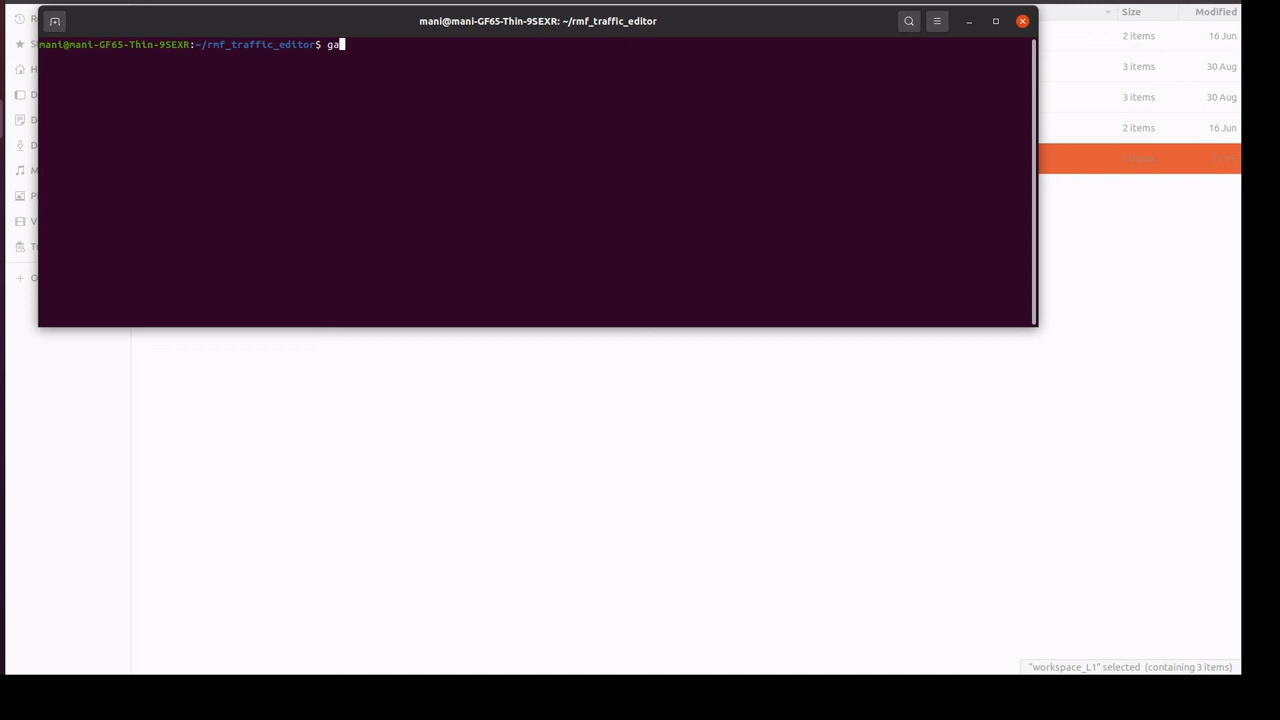 mani@mani-GF65-Thin-9SEXR: ~/rmf_traffic_editor
mani@mani-GF65-Thin-9SEXR:~/rmf_traffic_editor$ ga
Size
Modified
2 items
16 Jun
3 items
30 Aug
3 items
30 Aug
2 items
16 Jun
"workspace_L1" selected (containing 3 items)